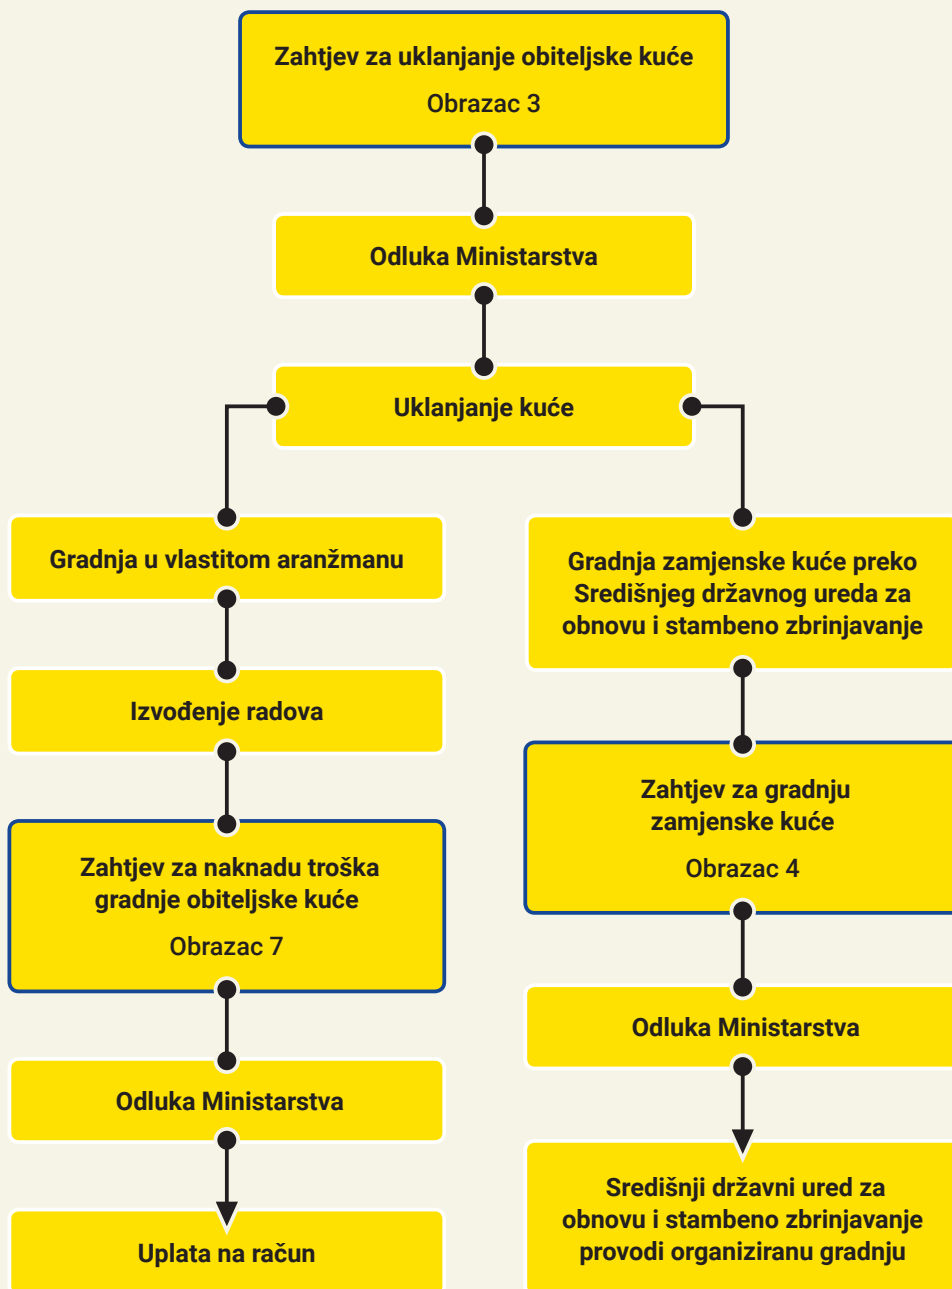 Zahtjev za uklanjanje obiteljske kuće
Obrazac 3
Odluka Ministarstva
Uklanjanje kuće
Gradnja u vlastitom aranžmanu
Izvođenje radova
Zahtjev za naknadu troška
gradnje obiteljske kuće
Obrazac 7
Odluka Ministarstva
Uplata na račun
Gradnja zamjenske kuće preko
Središnjeg državnog ureda za
obnovu i stambeno zbrinjavanje
Zahtjev za gradnju
zamjenske kuće
Obrazac 4
Odluka Ministarstva
Središnji državni ured za
obnovu i stambeno zbrinjavanje
provodi organiziranu gradnju